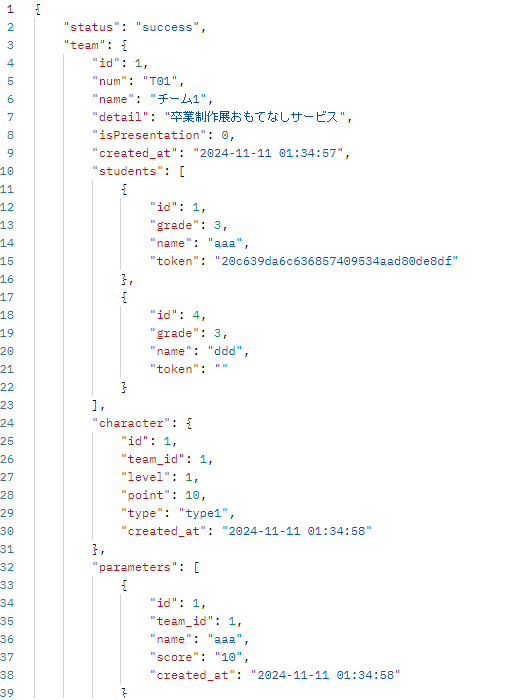 1 {
2 "status": "success",
3 "team": {
4 "id": 1,
5 "num": "T01",
6 "name": "チーム1",
7 "detail": "卒業制作展おもてなしサービス",
8 "isPresentation": 0,
9 "created_at": "2024-11-11 01:34:57",
10 "students": [
11 {
12 "id": 1,
13 "grade": 3,
14 "name": "aaa",
15 "token": "20c639da6c636857409534aad80de8df"
16 },
17 {
18 "id": 4,
19 "grade": 3,
20 "name": "ddd",
21 "token": ""
22 }
23 ],
24 "character": {
25 "id": 1,
26 "team_id": 1,
27 "level": 1,
28 "point": 10,
29 "type": "type1",
30 "created_at": "2024-11-11 01:34:58"
31 },
32 "parameters": [
33 {
34 "id": 1,
35 "team_id": 1,
36 "name": "aaa",
37 "score": "10",
38 "created_at": "2024-11-11 01:34:58"
39 }